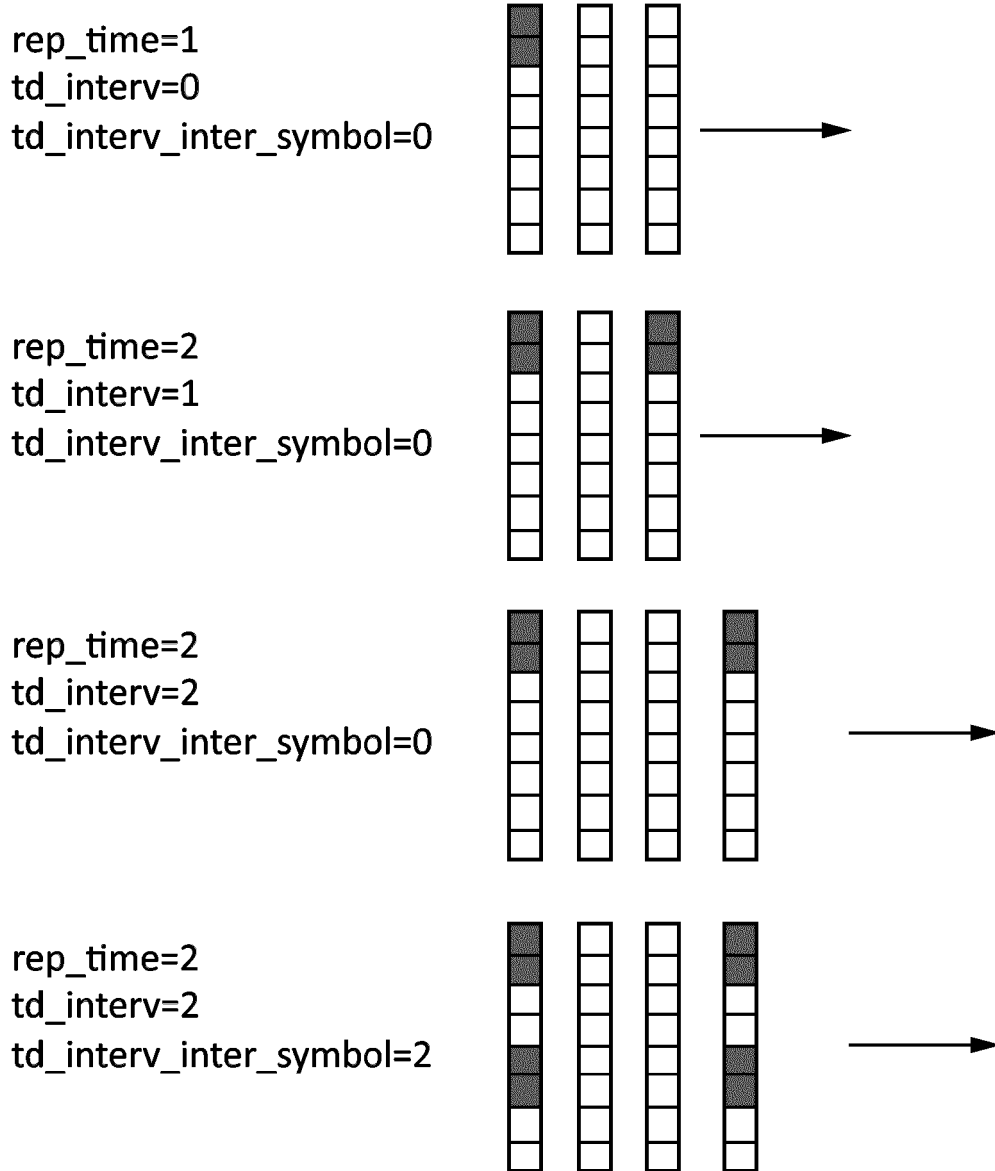 rep_time=1
td_interv=0
td_interv_inter_symbol=0
rep_time=2
td_interv=1
td_interv_inter_symbol=0
rep_time=2
td_interv=2
td_interv_inter_symbol=0
rep_time=2
td_interv=2
td_interv_inter_symbol=2